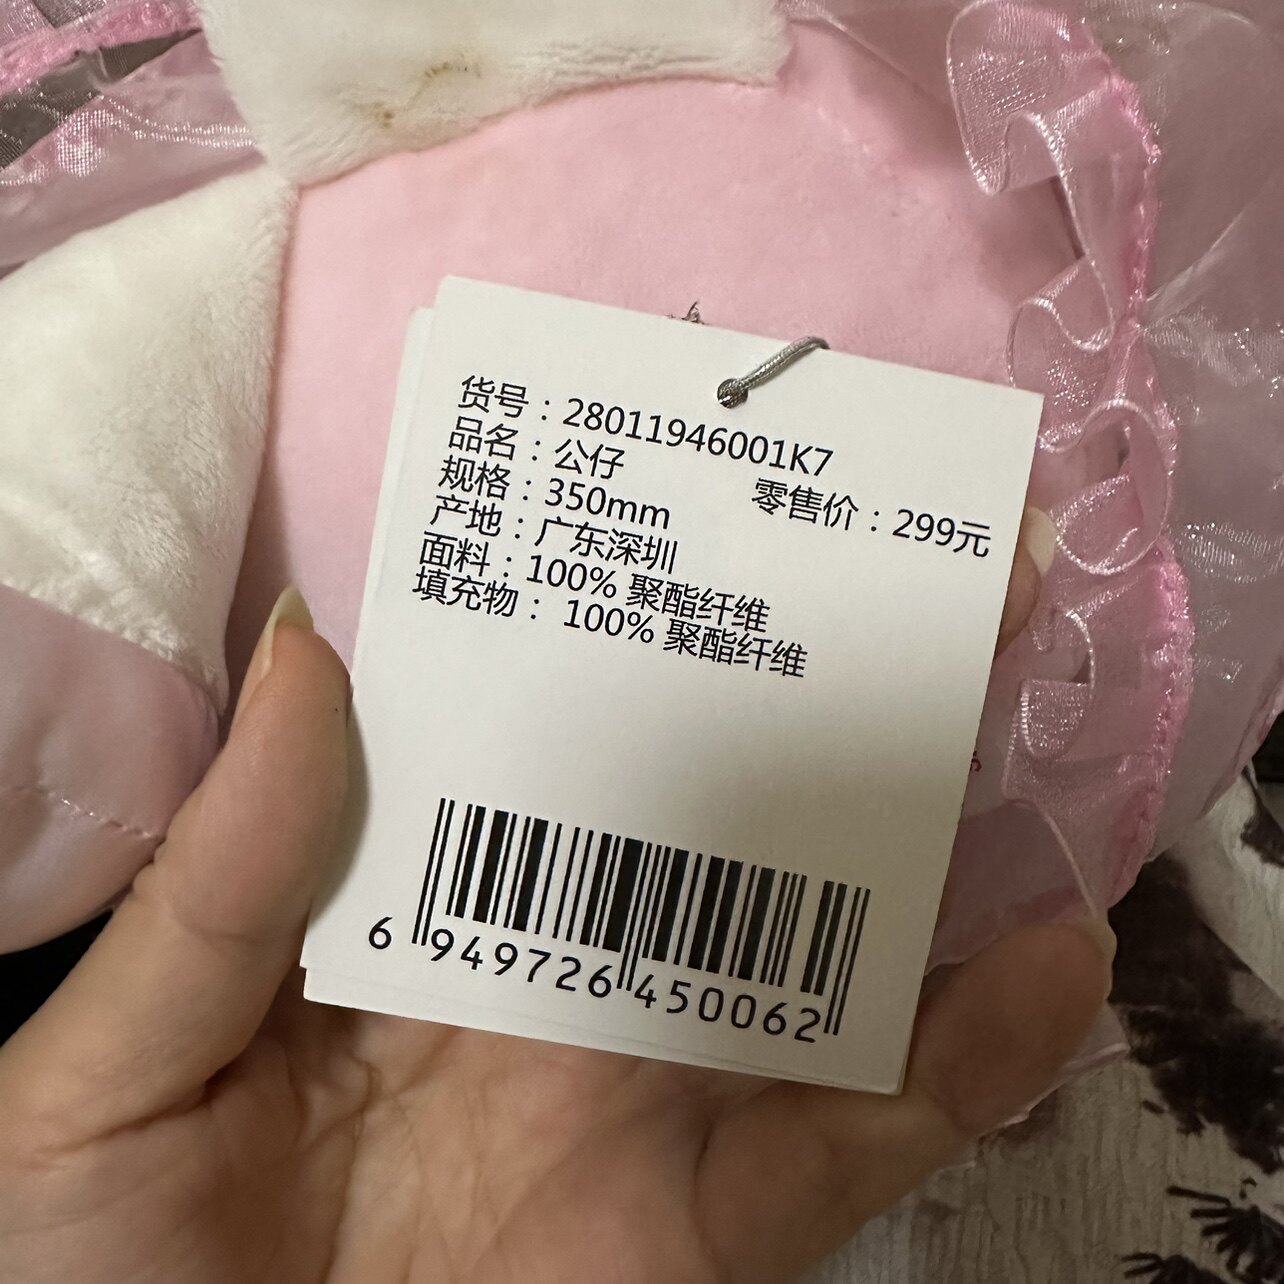 货号：28011946001K7
品名：公仔
规格：350mm 零售价：299元
产地：广东深圳
面料：100% 聚酯纤维
填充物： 100% 聚酯纤维
6 949726 450062